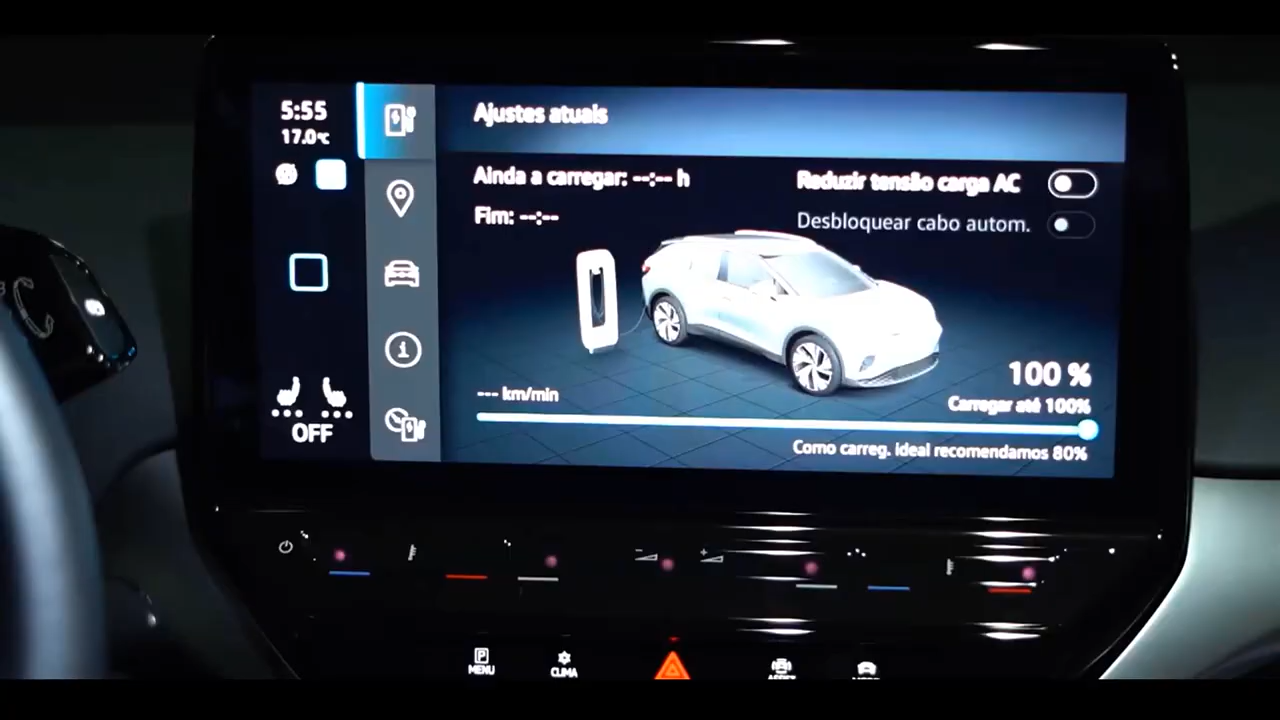 5:55
17.0°C
OFF
Ajustes atuais
Ainda a carregar: --:-- h
Fim: --:--
Reduzir tensão carga AC
Desbloquear cabo autom.
--- km/min
100 %
Carregar até 100%
Como carreg. ideal recomendamos 80%
P
MENU
CLIMA